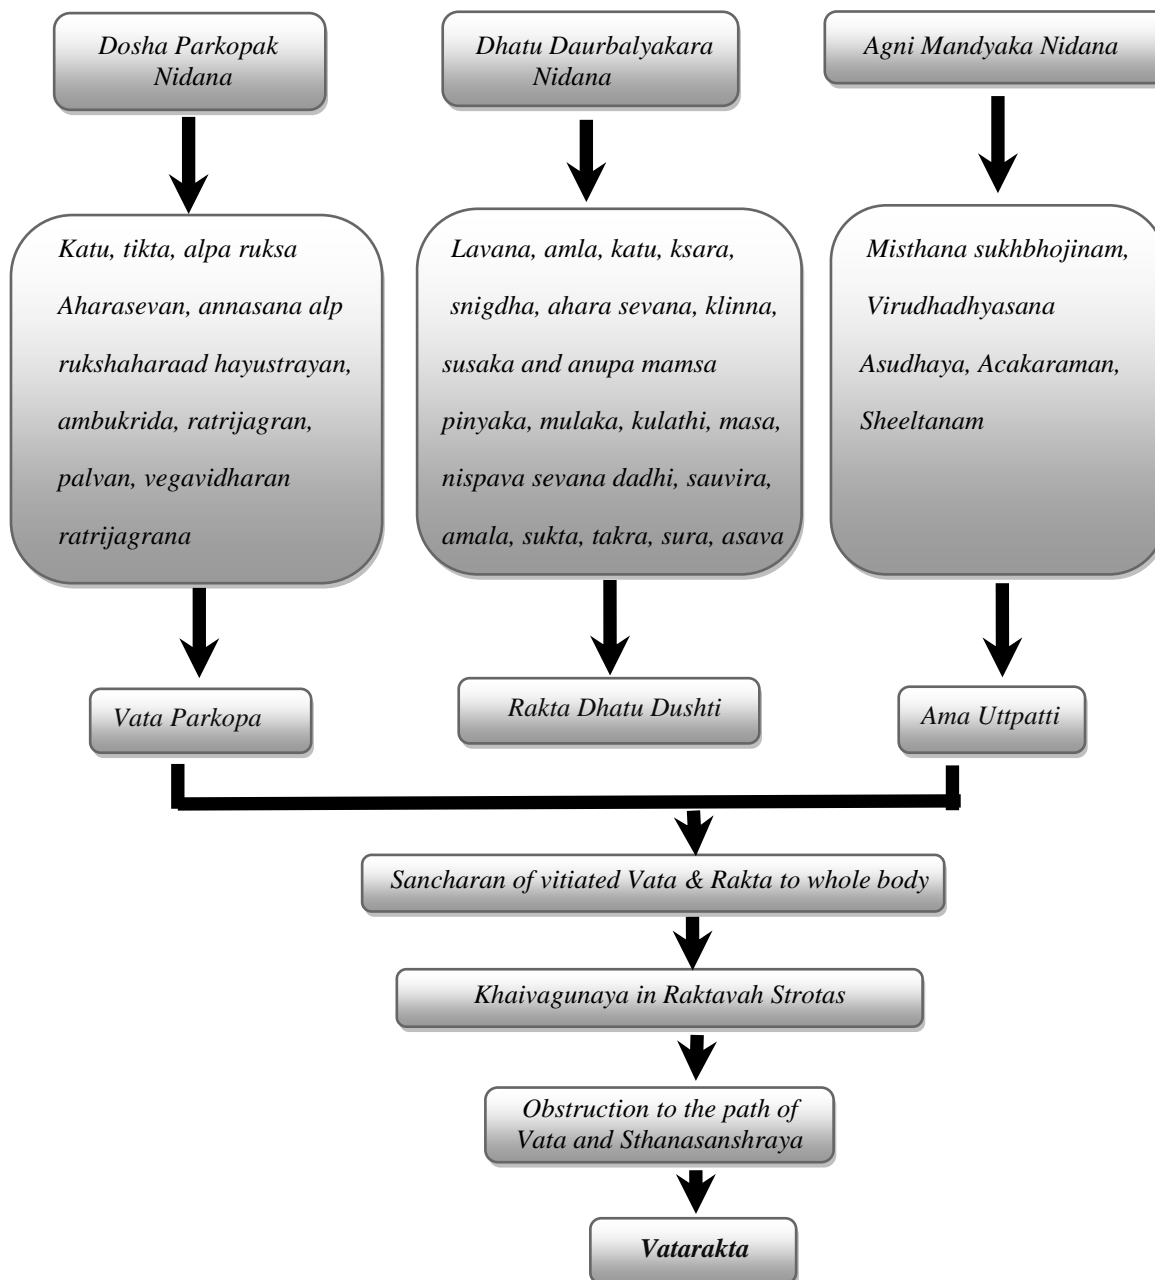 Dosha Parkopak
Nidana
Dhatu Daurbalyakara
Nidana
Agni Mandyaka Nidana
Katu, tikta, alpa ruksa
Aharasevan, annasana alp
rukshaharaad hayustrayan,
ambukrida, ratrijagran,
palvan, vegavidharan
ratrijagrana
Lavana, amla, katu, ksara,
snigdha, ahara sevana, klinna,
susaka and anupa mamsa
pinyaka, mulaka, kulathi, masa,
nispava sevana dadhi, sauvira,
amala, sukta, takra, sura, asava
Misthana sukhbhojinam,
Virudhadhyasana
Asudhaya, Acakaraman,
Sheeltanam
Vata Parkopa
Rakta Dhatu Dushti
Ama Uttpatti
Sancharan of vitiated Vata & Rakta to whole body
Khaivagunaya in Raktavah Strotas
Obstruction to the path of
Vata and Sthanasanshraya
Vatarakta